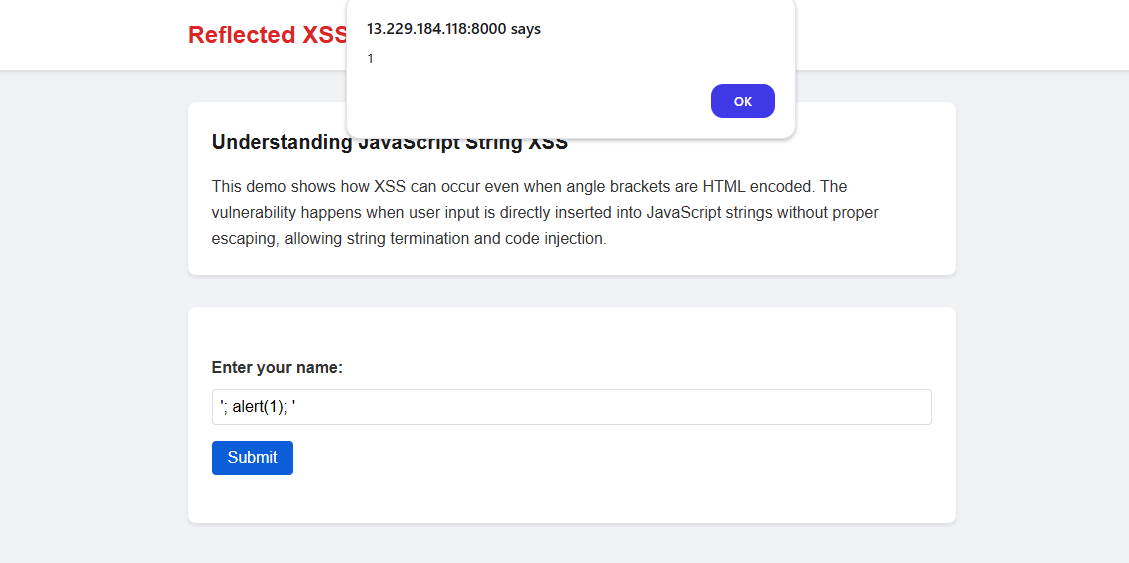 Reflected XSS
13.229.184.118:8000 says
1
OK
Understanding JavaScript String XSS
This demo shows how XSS can occur even when angle brackets are HTML encoded. The
vulnerability happens when user input is directly inserted into JavaScript strings without proper
escaping, allowing string termination and code injection.
Enter your name:
'; alert(1); '
Submit